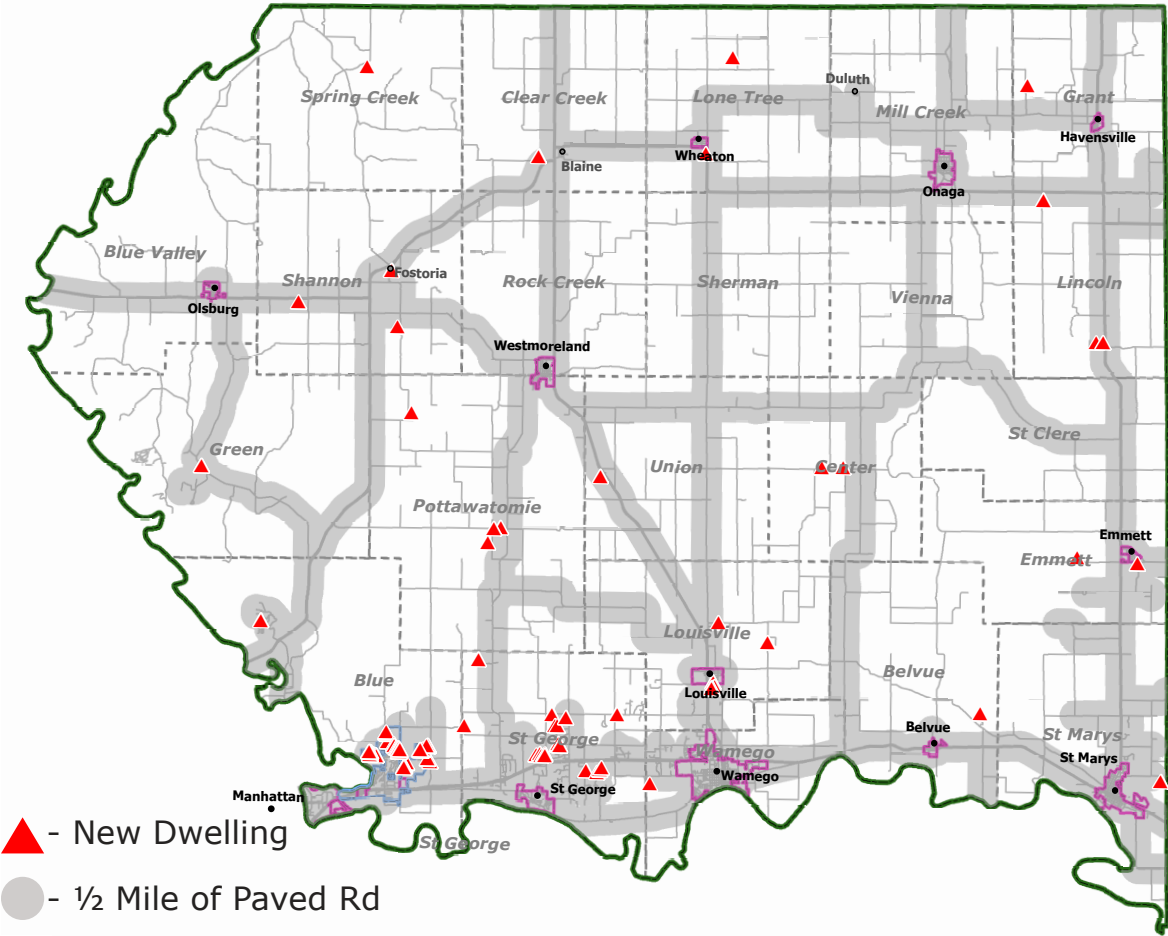 Duluth
Spring Creek
Clear Creek
Lone Tree
Grant
Mill Creek
Havensville
Wheaton
Blaine
Onaga
Blue Valley
Fostoria
Shannon
Rock Creek
Sherman
Lincoln
Vienna
Olsburg
Westmoreland
St Clere
Green
Union
Center
Pottawatomie
Emmett
Emmett
Louisville
Belvue
Blue
Louisville
Belvue
St George
St Marys
Wamego
St Marys
Wamego
St George
Manhattan
- New Dwelling
St George
- ½ Mile of Paved Rd